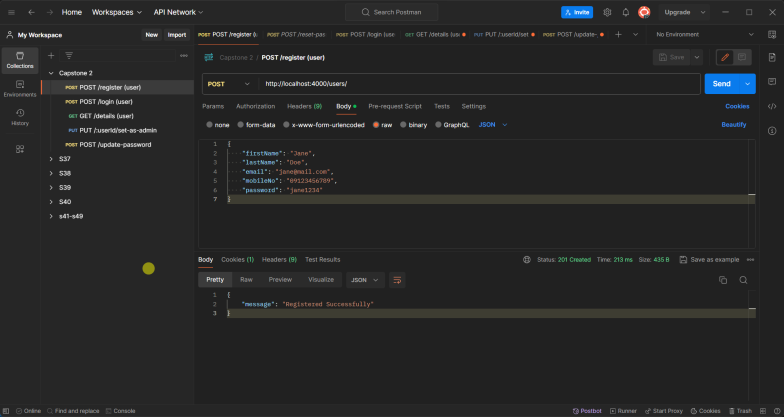 Home Workspaces API Network Search Postman Invite Upgrade
My Workspace New Import POST POST /register (u POST POST /reset-pas POST POST /login (use GET GET /details (use PUT PUT /:userId/set POST POST /update- No Environment
Collections
Environments
History
Capstone 2
POST POST /register (user)
POST POST /login (user)
GET GET /details (user)
PUT PUT /:userId/set-as-admin
POST POST /update-password
S37
S38
S39
S40
s41-s49
Capstone 2 / POST /register (user) Save
POST http://localhost:4000/users/ Send
Params Authorization Headers (9) Body Pre-request Script Tests Settings Cookies
none form-data x-www-form-urlencoded raw binary GraphQL JSON Beautify
1 {
2 "firstName": "Jane",
3 "lastName": "Doe",
4 "email": "jane@mail.com",
5 "mobileNo": "09123456789",
6 "password": "jane1234"
7 }
Body Cookies (1) Headers (9) Test Results Status: 201 Created Time: 213 ms Size: 435 B Save as example
Pretty Raw Preview Visualize JSON
1 {
2 "message": "Registered Successfully"
3 }
Online Find and replace Console Postbot Runner Start Proxy Cookies Trash